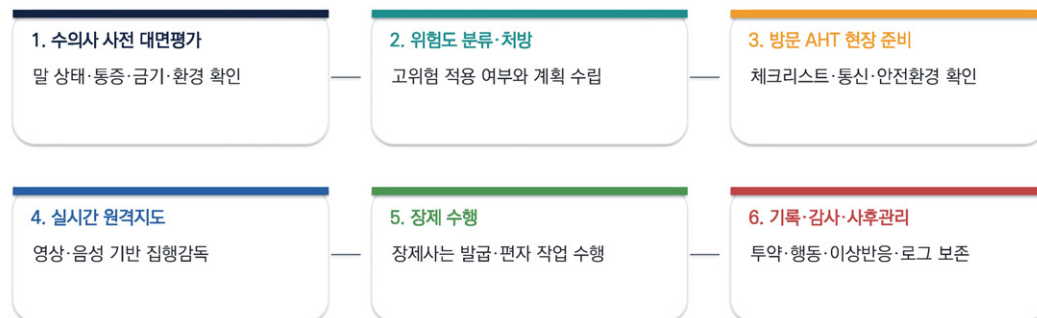 1. 수의사 사전 대면평가
말 상태·통증·금기·환경 확인
2. 위험도 분류·처방
고위험 적용 여부와 계획 수립
3. 방문 AHT 현장 준비
체크리스트·통신·안전환경 확인
4. 실시간 원격지도
영상·음성 기반 집행감독
5. 장제 수행
장제사는 발굽·편자 작업 수행
6. 기록·감사·사후관리
투약·행동·이상반응·로그 보존